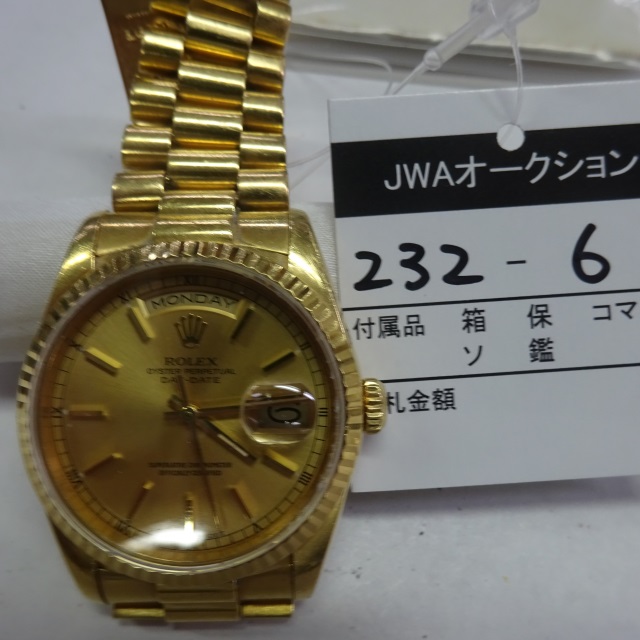 MONDAY
ROLEX
OYSTER PERPETUAL
DAY-DATE
JWAオークション
232-6
付属品 箱 保 コマ
ソ 鑑
札金額